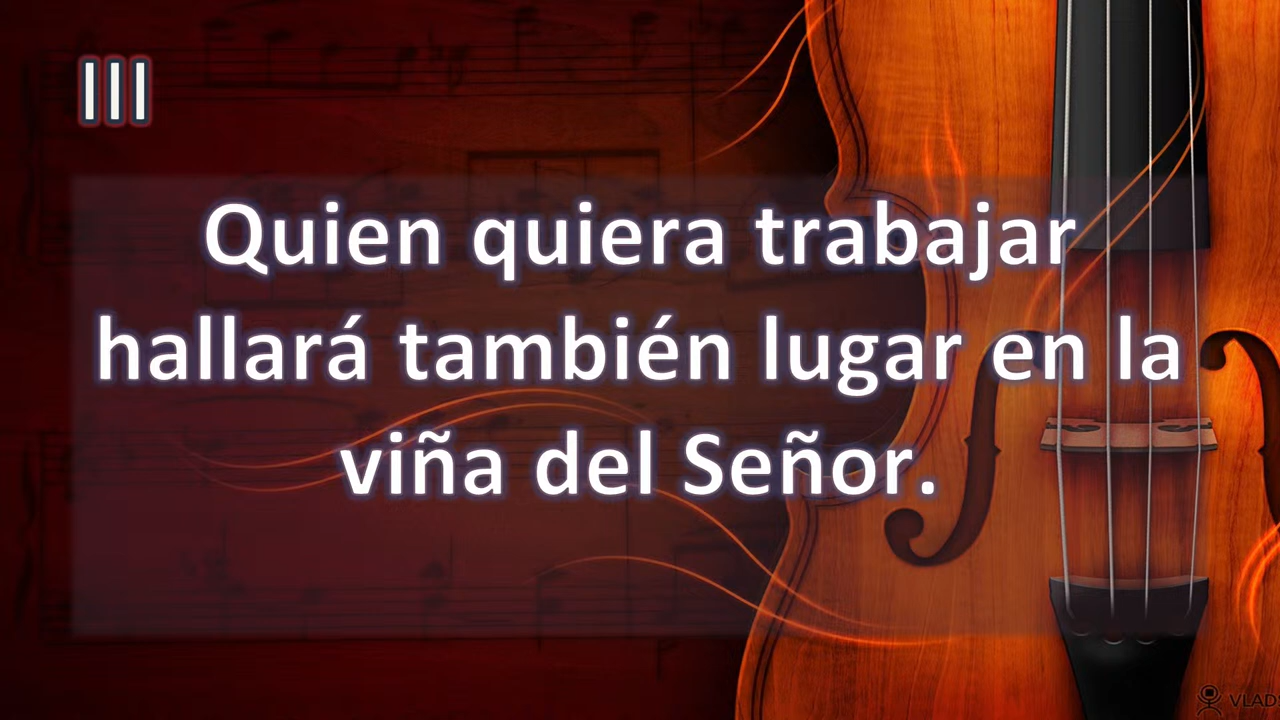 III
Quien quiera trabajar
hallará también lugar en la
viña del Señor.